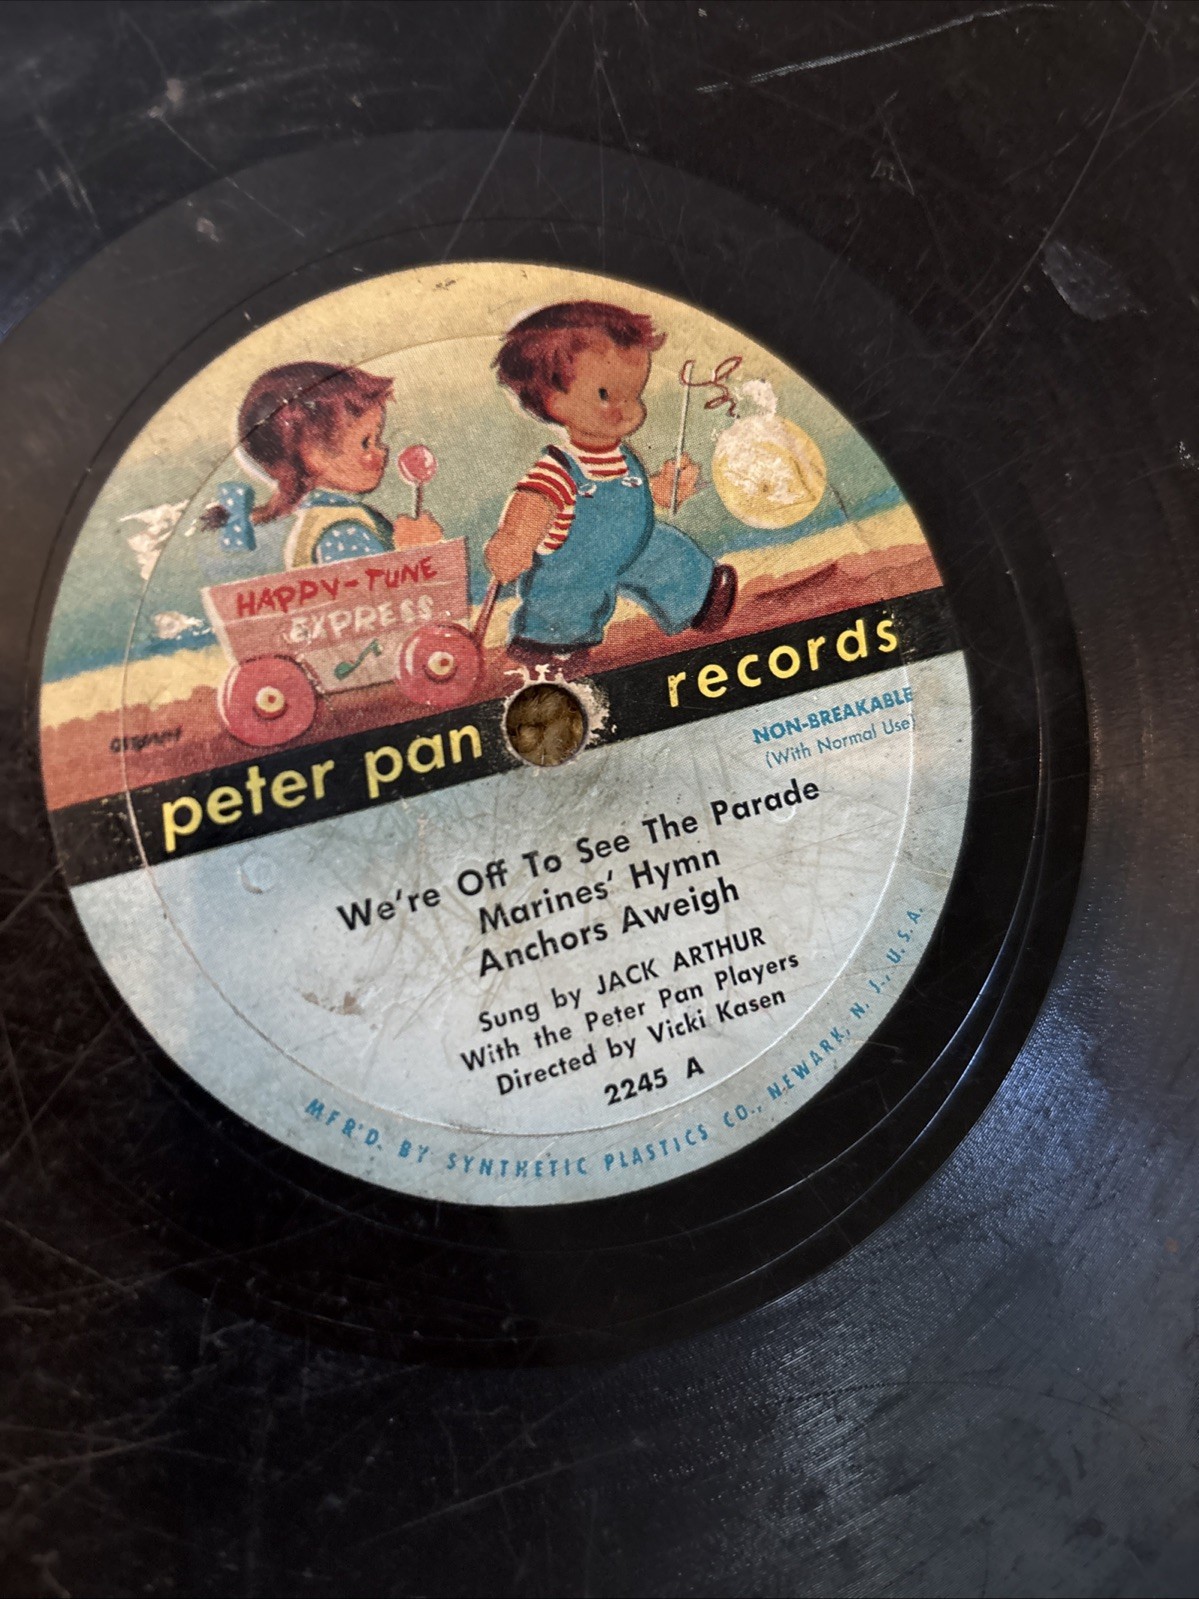 HAPPY-TUNE
EXPRESS
peter pan records
NON-BREAKABLE
(With Normal Use)
We're Off To See The Parade
Marines' Hymn
Anchors Aweigh
Sung by JACK ARTHUR
With the Peter Pan Players
Directed by Vicki Kasen
2245 A
MFR'D. BY SYNTHETIC PLASTICS CO., NEWARK, N. J., U.S.A.